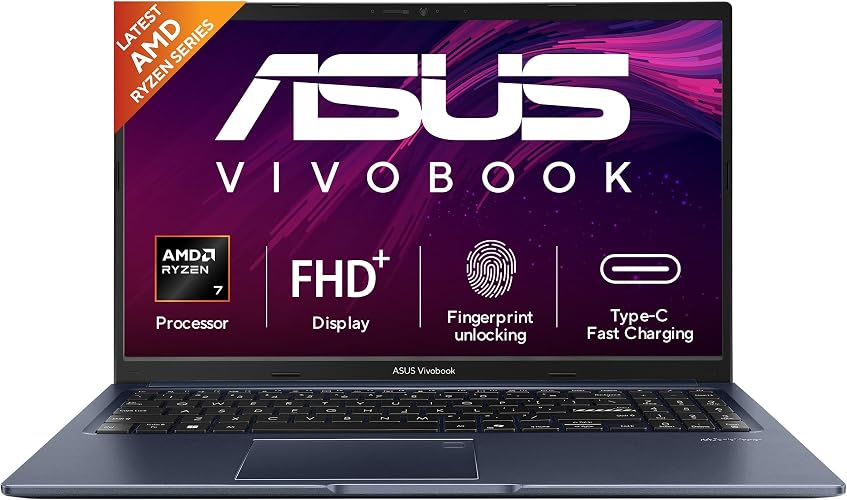 LATEST
AMD
RYZEN SERIES
ASUS
VIVOBOOK
AMD
RYZEN
7
Processor
FHD+
Display
Fingerprint
unlocking
Type-C
Fast Charging
ASUS Vivobook